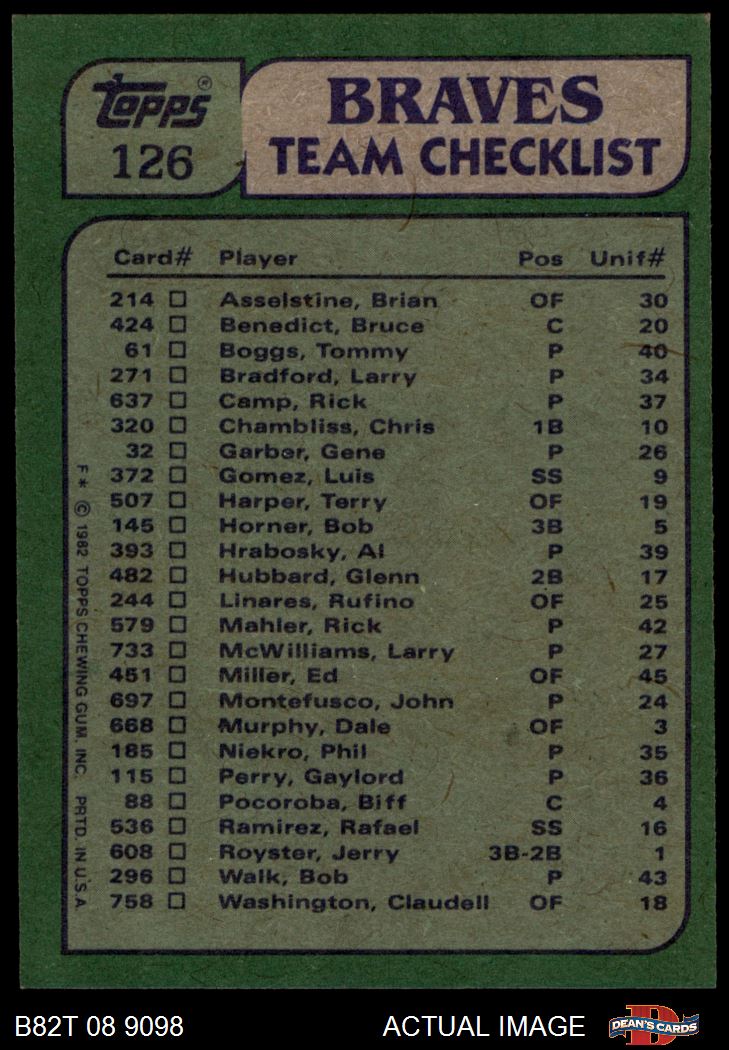 topps®
126
BRAVES
TEAM CHECKLIST
Card# Player Pos Unif#
214 Asselstine, Brian OF 30
424 Benedict, Bruce C 20
61 Boggs, Tommy P 40
271 Bradford, Larry P 34
637 Camp, Rick P 37
320 Chambliss, Chris 1B 10
32 Garber, Gene P 26
372 Gomez, Luis SS 9
507 Harper, Terry OF 19
145 Horner, Bob 3B 5
393 Hrabosky, Al P 39
482 Hubbard, Glenn 2B 17
244 Linares, Rufino OF 25
579 Mahler, Rick P 42
733 McWilliams, Larry P 27
451 Miller, Ed OF 45
697 Montefusco, John P 24
668 Murphy, Dale OF 3
185 Niekro, Phil P 35
115 Perry, Gaylord P 36
88 Pocoroba, Biff C 4
536 Ramirez, Rafael SS 16
608 Royster, Jerry 3B-2B 1
296 Walk, Bob P 43
758 Washington, Claudell OF 18
F* © 1982 TOPPS CHEWING GUM, INC. PRTD. IN U.S.A.
B82T 08 9098
ACTUAL IMAGE
D
DEAN'S CARDS